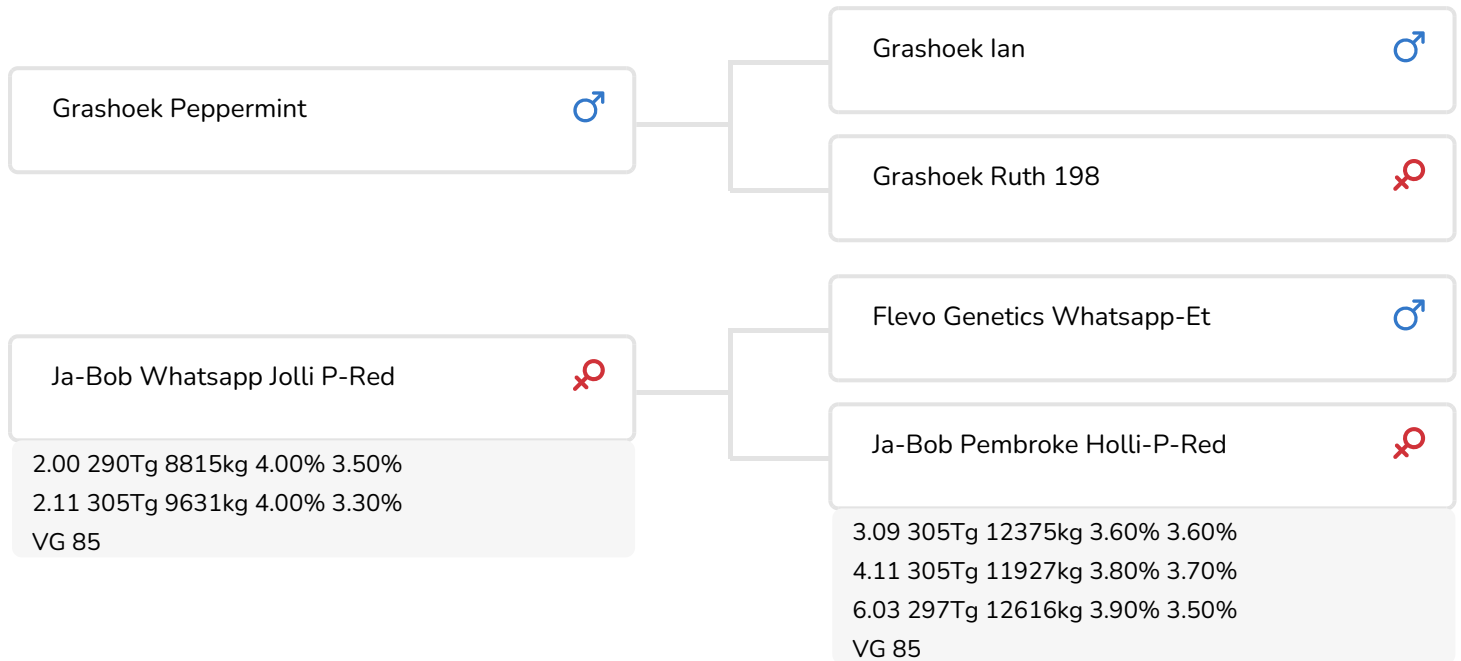 Grashoek Ian
Grashoek Peppermint
Grashoek Ruth 198
Flevo Genetics Whatsapp-Et
Ja-Bob Whatsapp Jolli P-Red
2.00 290Tg 8815kg 4.00% 3.50%
2.11 305Tg 9631kg 4.00% 3.30%
VG 85
Ja-Bob Pembroke Holli-P-Red
3.09 305Tg 12375kg 3.60% 3.60%
4.11 305Tg 11927kg 3.80% 3.70%
6.03 297Tg 12616kg 3.90% 3.50%
VG 85